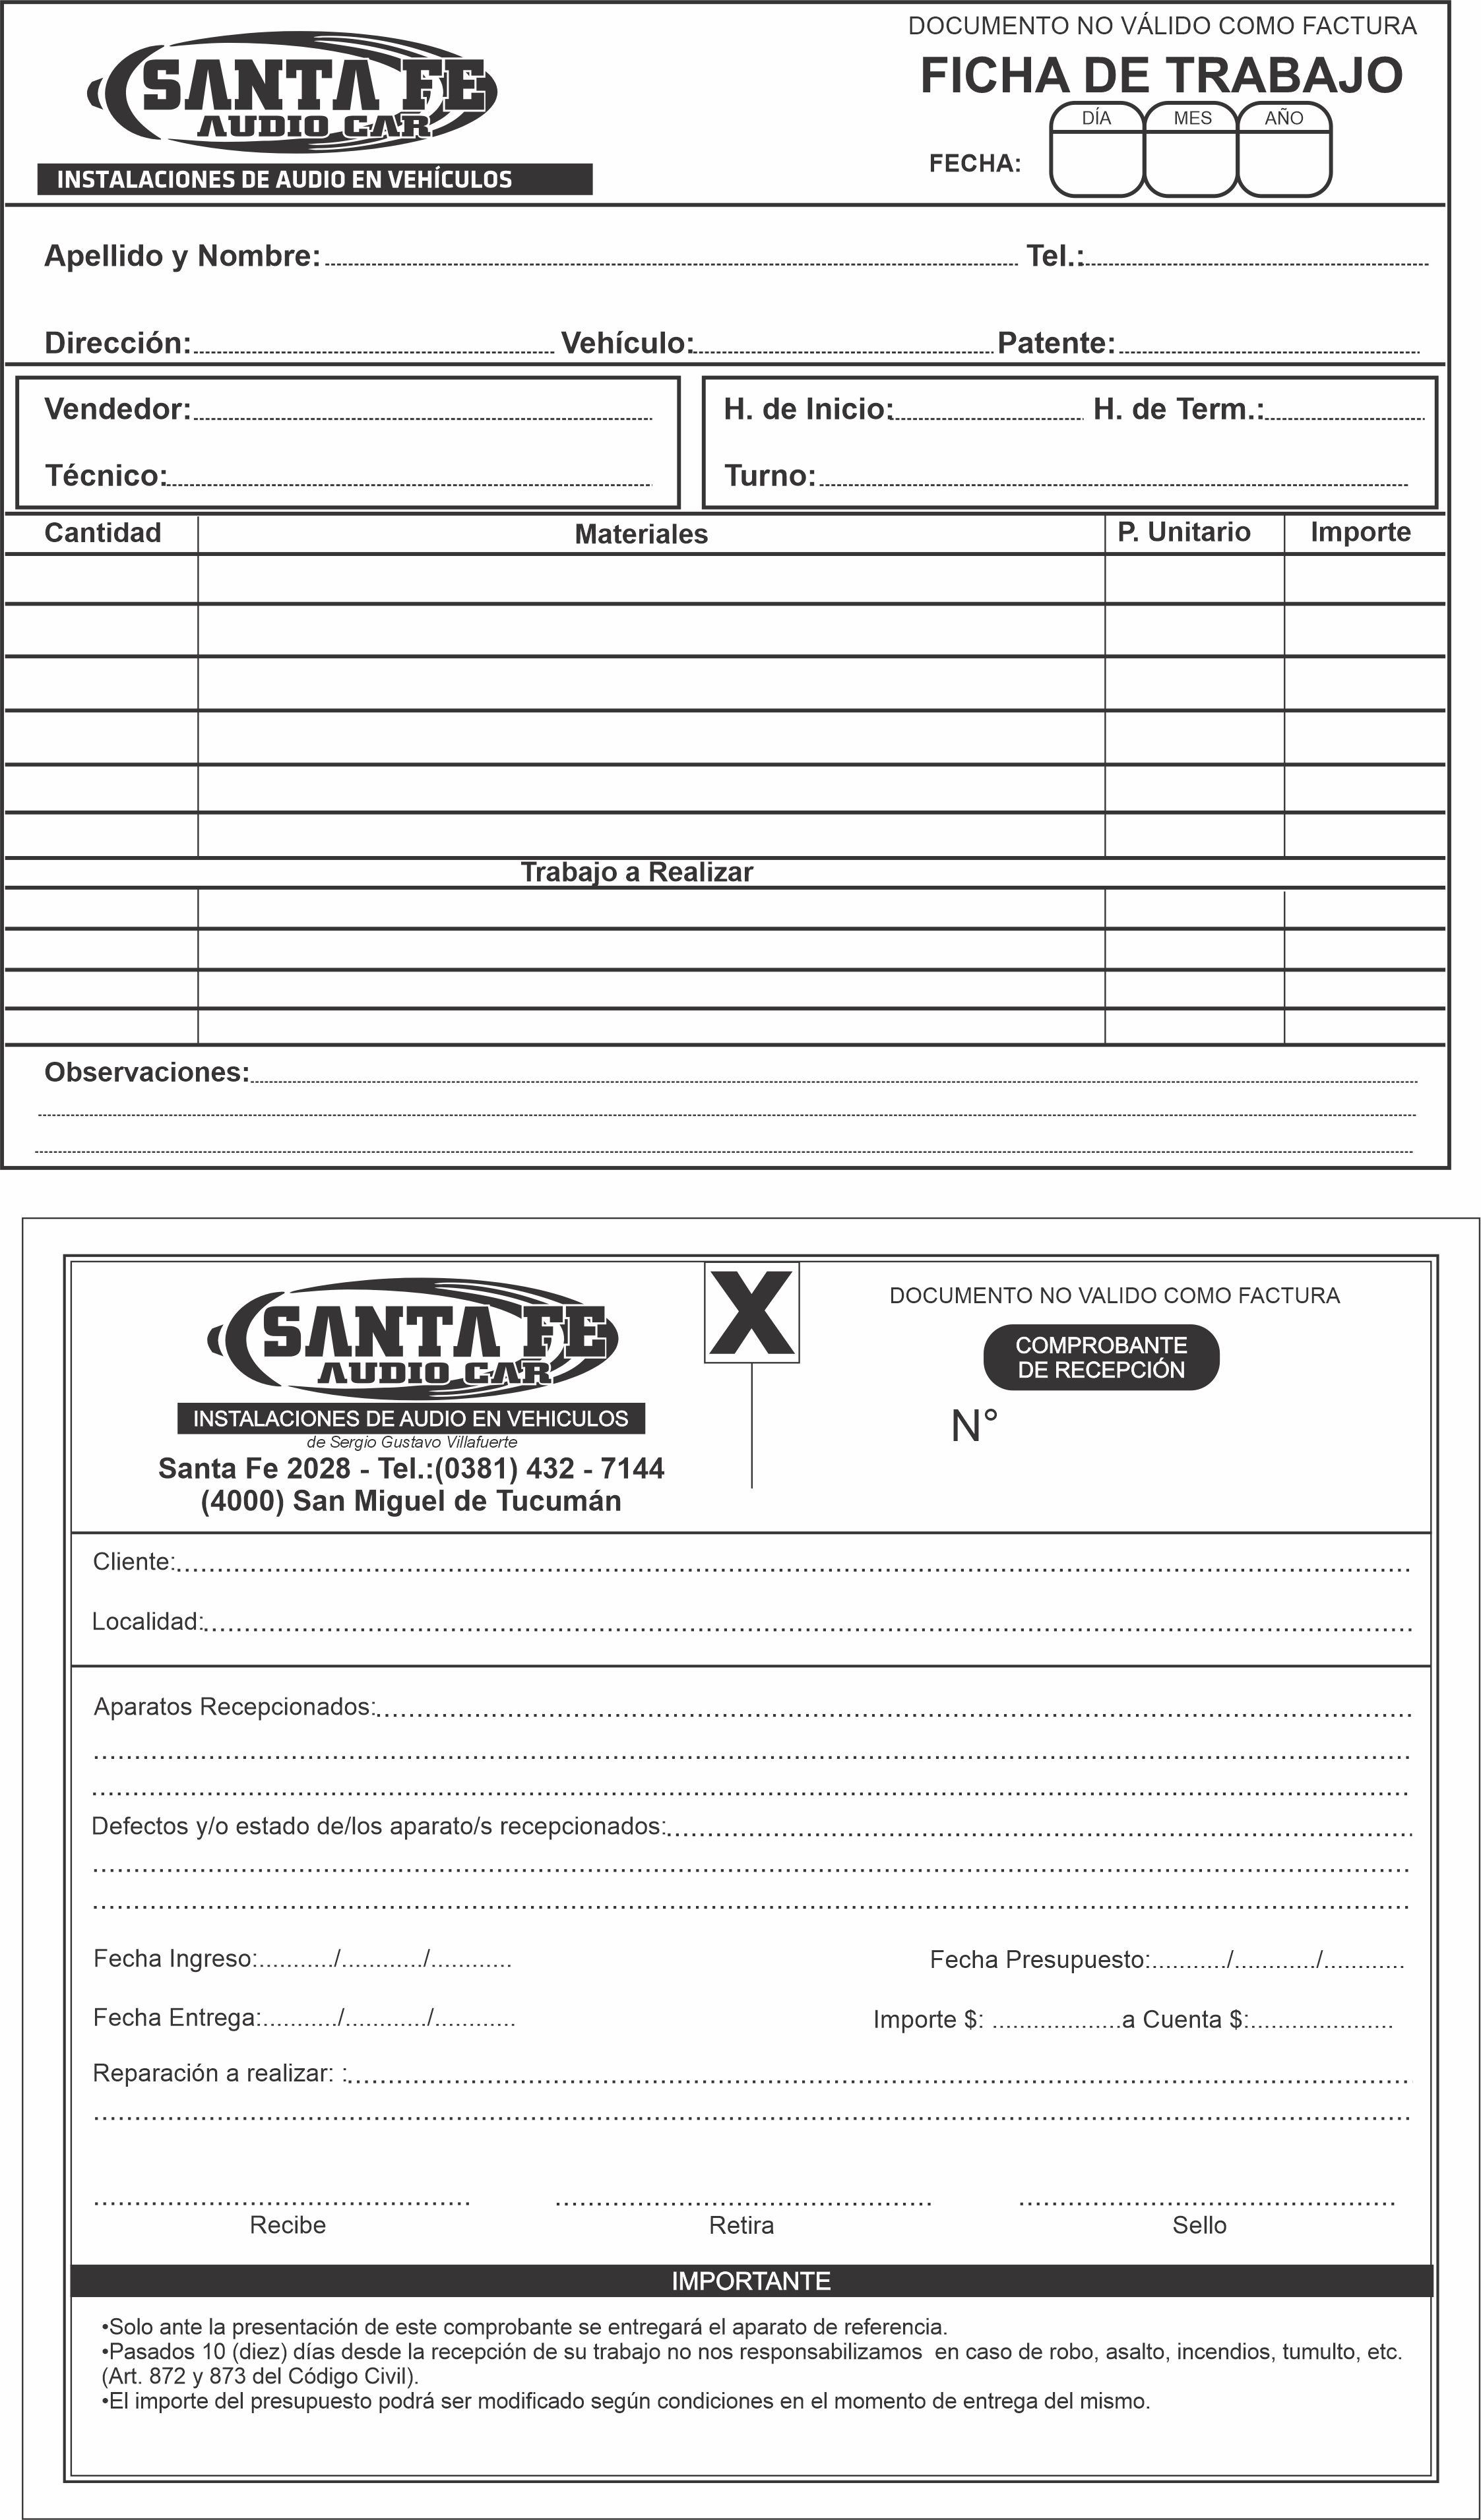 DOCUMENTO NO VÁLIDO COMO FACTURA
SANTA FE
AUDIO CAR
FICHA DE TRABAJO
DÍA MES AÑO
FECHA:
INSTALACIONES DE AUDIO EN VEHÍCULOS
Apellido y Nombre: Tel.:
Dirección: Vehículo: Patente:
Vendedor:
Técnico:
H. de Inicio: H. de Term.:
Turno:
Cantidad Materiales P. Unitario Importe
Trabajo a Realizar
Observaciones:
SANTA FE
AUDIO CAR
INSTALACIONES DE AUDIO EN VEHICULOS
de Sergio Gustavo Villafuerte
Santa Fe 2028 - Tel.:(0381) 432 - 7144
(4000) San Miguel de Tucumán
X
DOCUMENTO NO VALIDO COMO FACTURA
COMPROBANTE
DE RECEPCIÓN
N°
Cliente:
Localidad:
Aparatos Recepcionados:
Defectos y/o estado de/los aparato/s recepcionados:
Fecha Ingreso:.........../............/............ Fecha Presupuesto:.........../............/............
Fecha Entrega:.........../............/............ Importe $: ...................a Cuenta $:.....................
Reparación a realizar: :
Recibe Retira Sello
IMPORTANTE
•Solo ante la presentación de este comprobante se entregará el aparato de referencia.
•Pasados 10 (diez) días desde la recepción de su trabajo no nos responsabilizamos en caso de robo, asalto, incendios, tumulto, etc.
(Art. 872 y 873 del Código Civil).
•El importe del presupuesto podrá ser modificado según condiciones en el momento de entrega del mismo.